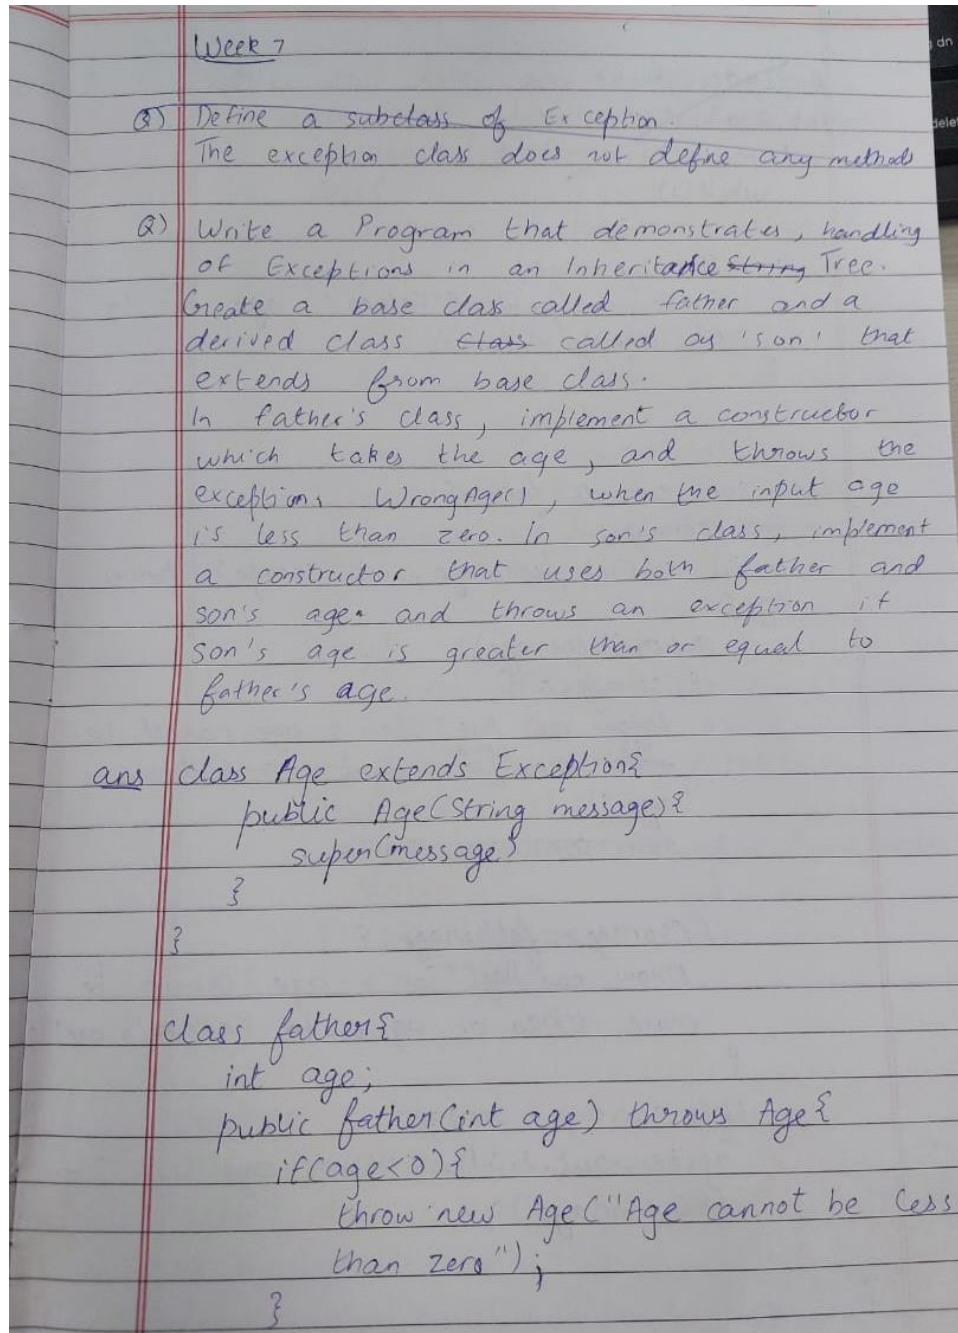 Week 7
Q) Define a subclass of Exception.
The exception class does not define any methods
Q) Write a Program that demonstrates, handling
of Exceptions in an Inheritance String Tree.
Create a base class called father and a
derived class class called as 'son' that
extends from base class.
In father's class, implement a constructor
which takes the age, and throws the
exception, WrongAge(), when the input age
is less than zero. In son's class, implement
a constructor that uses both father and
son's age. and throws an exception if
son's age is greater than or equal to
father's age.
ans class Age extends Exception{
public Age(String message){
super(message)
}
}
class father{
int age;
public father(int age) throws Age{
if(age<0){
throw new Age("Age cannot be less
than zero");
}
dn
delet